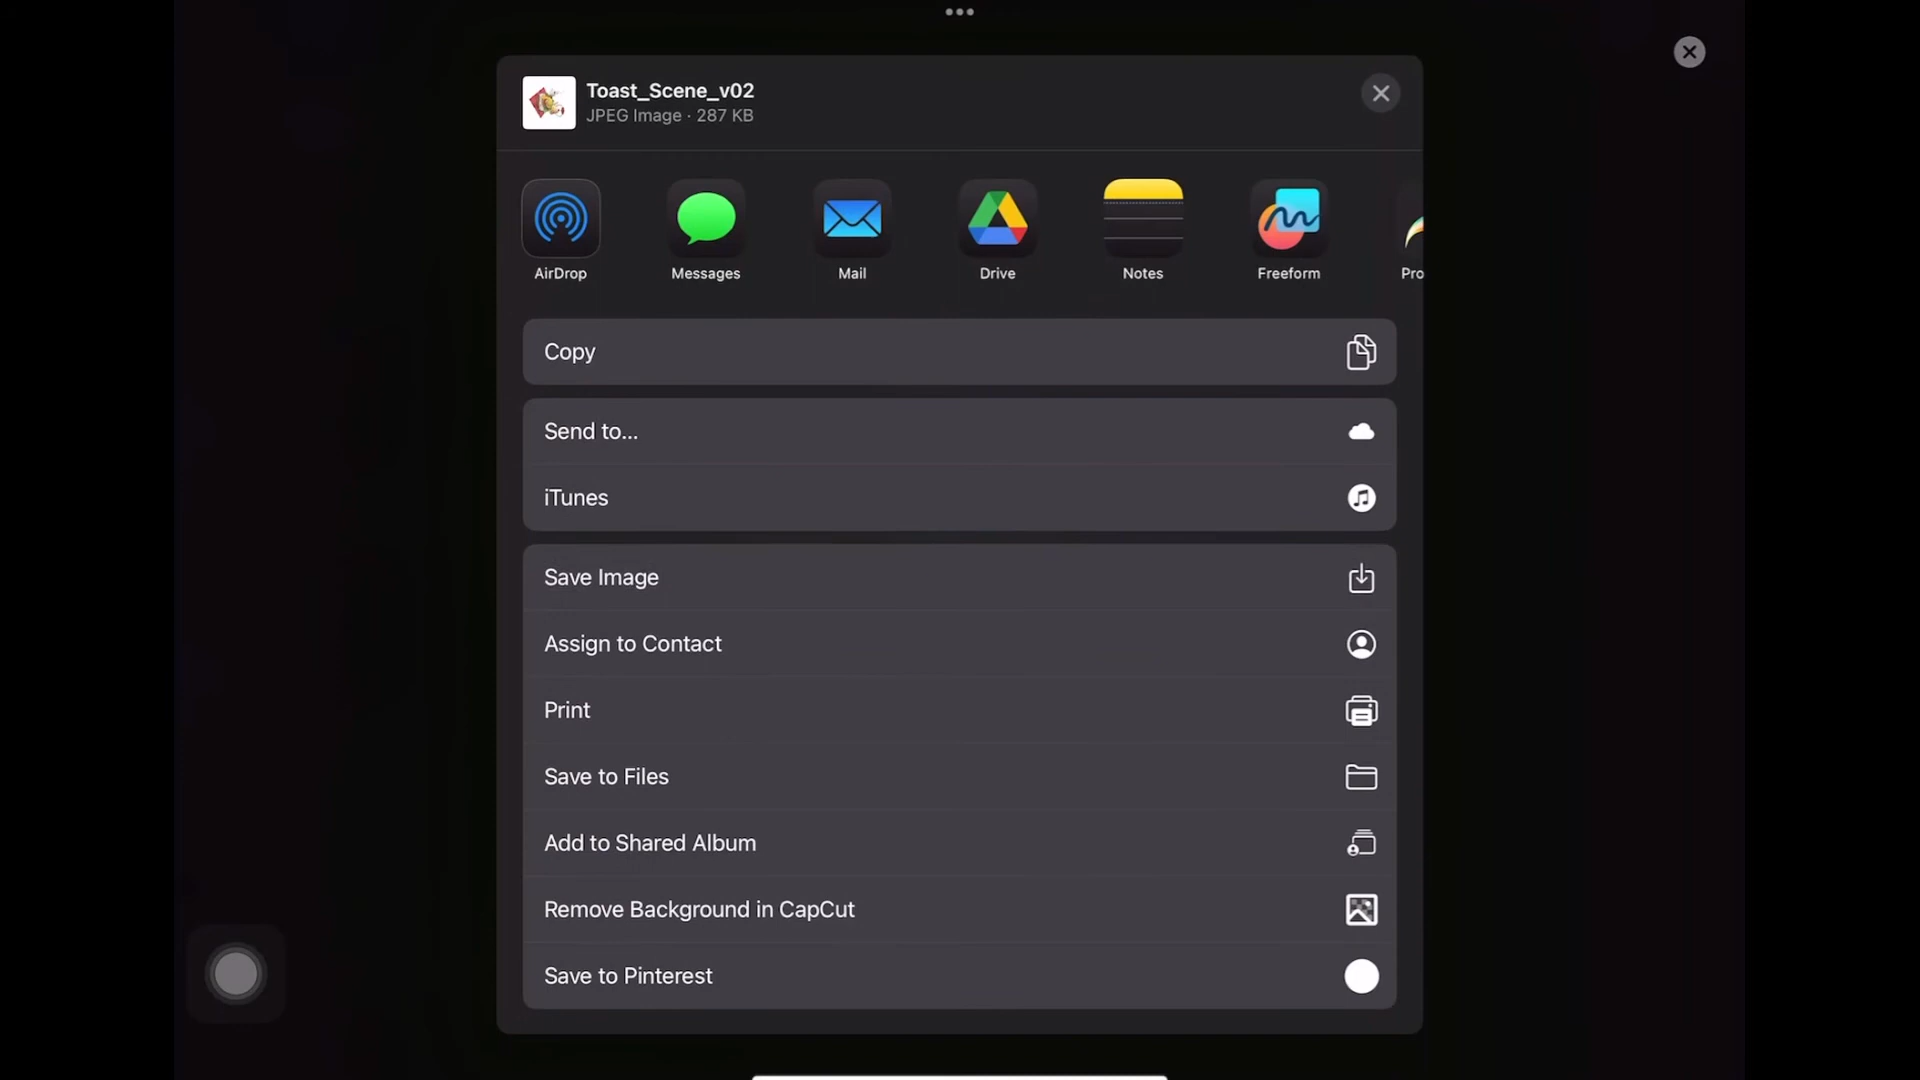 Toast_Scene_v02
JPEG Image · 287 KB
AirDrop
Messages
Mail
Drive
Notes
Freeform
Pro
Copy
Send to...
iTunes
Save Image
Assign to Contact
Print
Save to Files
Add to Shared Album
Remove Background in CapCut
Save to Pinterest